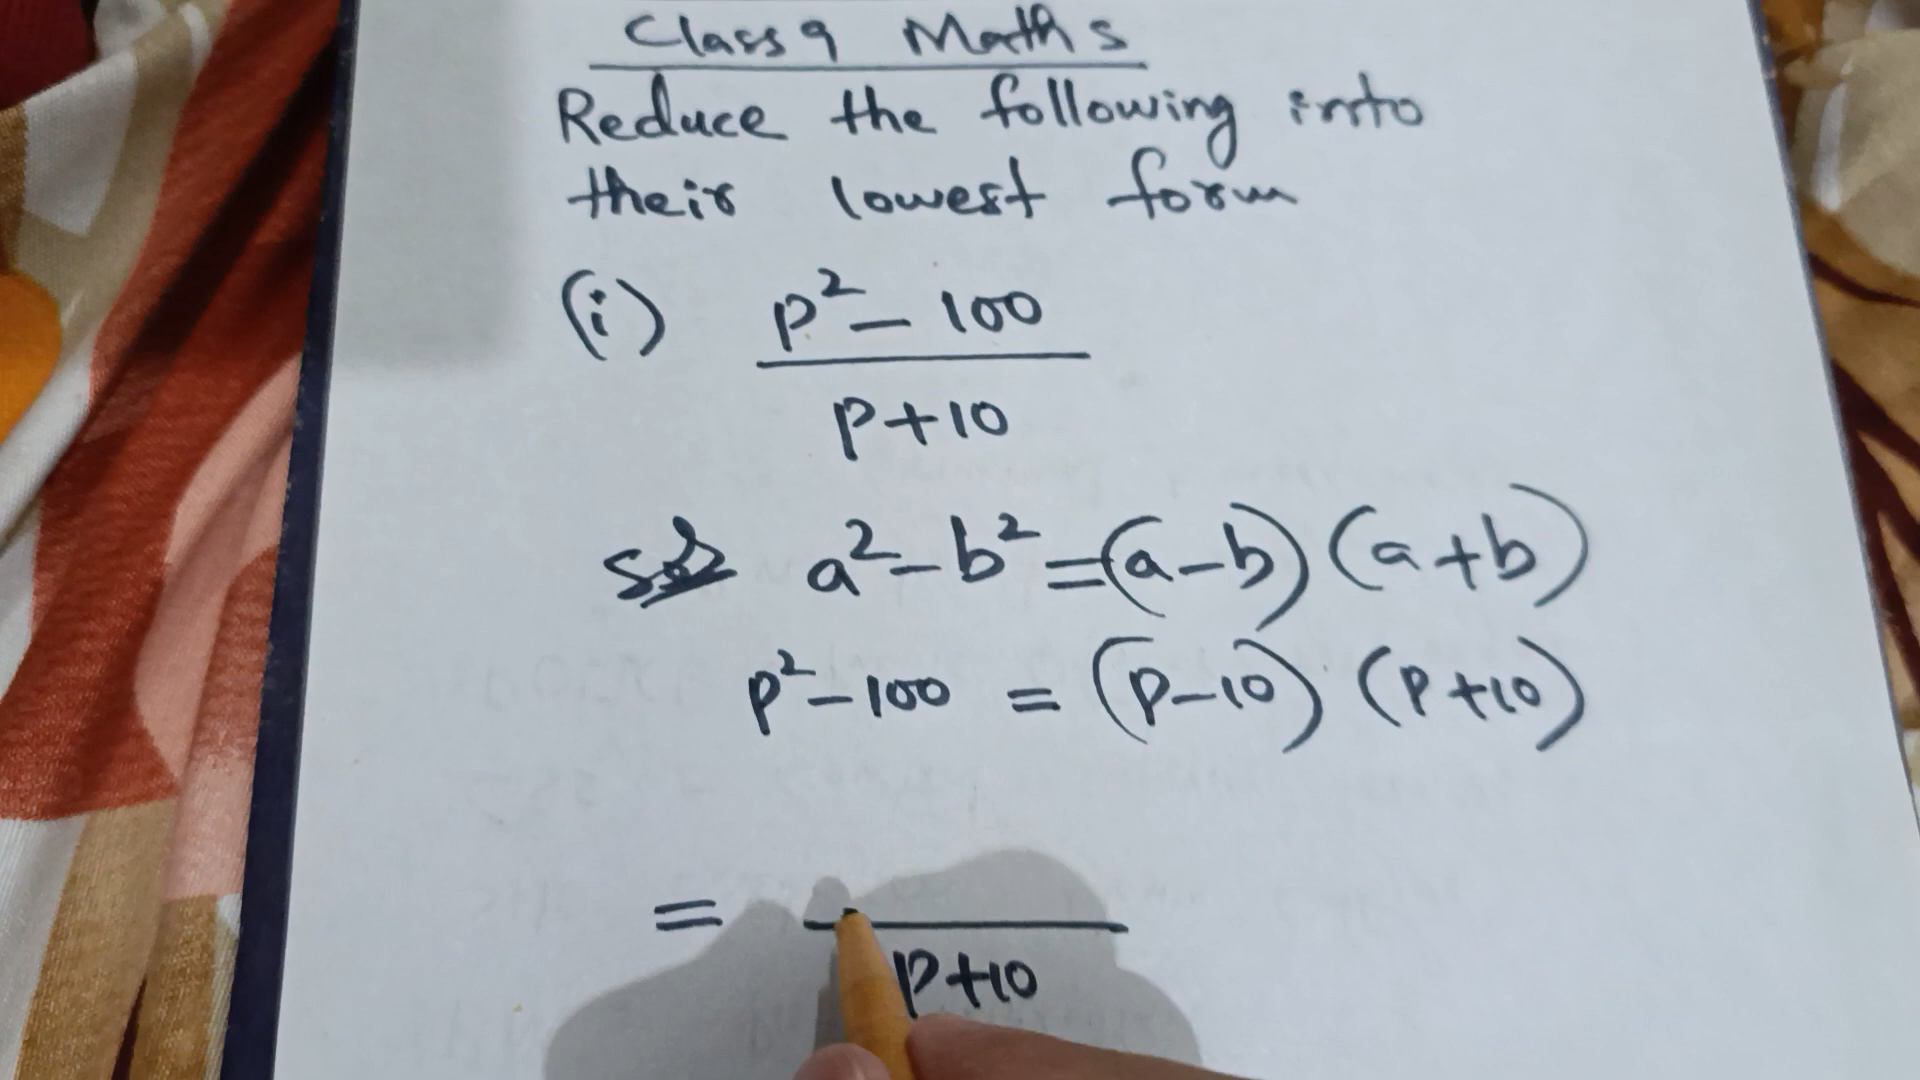 Class 9 Maths
Reduce the following into
their lowest form
(i) p² - 100
p+10
Sol a² - b² = (a-b) (a+b)
p² - 100 = (p-10) (p+10)
=
p+10